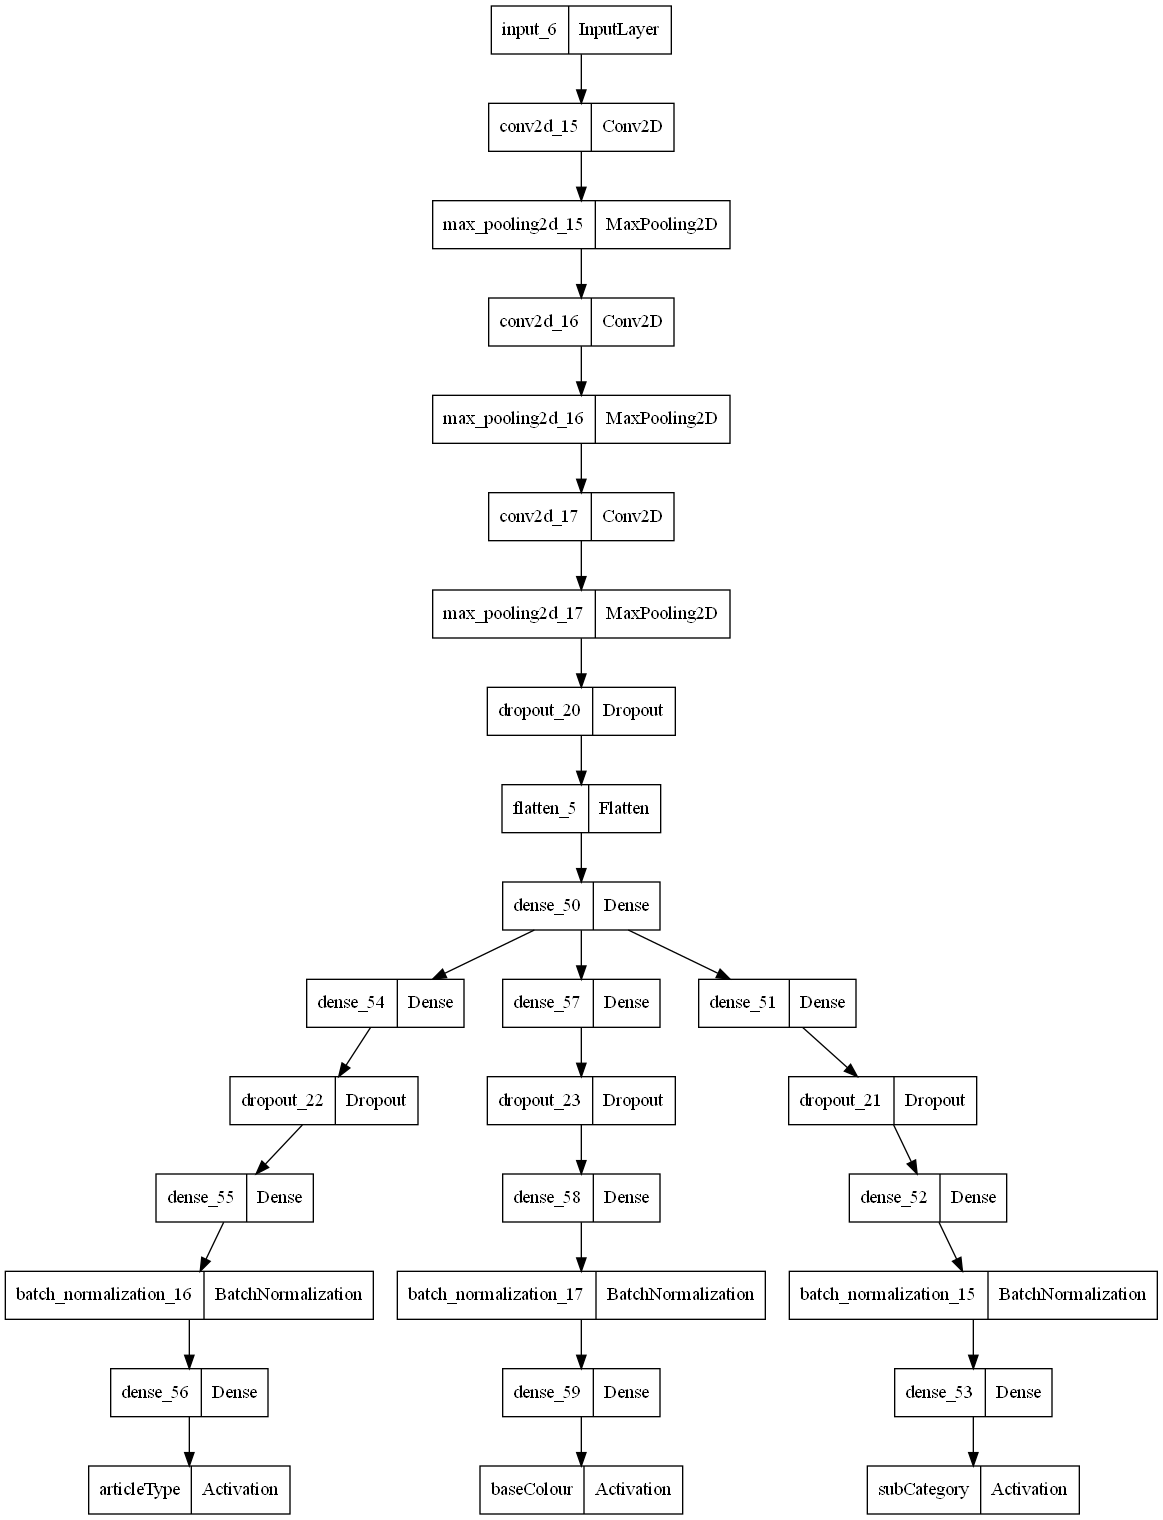 input_6 InputLayer
conv2d_15 Conv2D
max_pooling2d_15 MaxPooling2D
conv2d_16 Conv2D
max_pooling2d_16 MaxPooling2D
conv2d_17 Conv2D
max_pooling2d_17 MaxPooling2D
dropout_20 Dropout
flatten_5 Flatten
dense_50 Dense
dense_54 Dense dense_57 Dense dense_51 Dense
dropout_22 Dropout dropout_23 Dropout dropout_21 Dropout
dense_55 Dense dense_58 Dense dense_52 Dense
batch_normalization_16 BatchNormalization batch_normalization_17 BatchNormalization batch_normalization_15 BatchNormalization
dense_56 Dense dense_59 Dense dense_53 Dense
articleType Activation baseColour Activation subCategory Activation